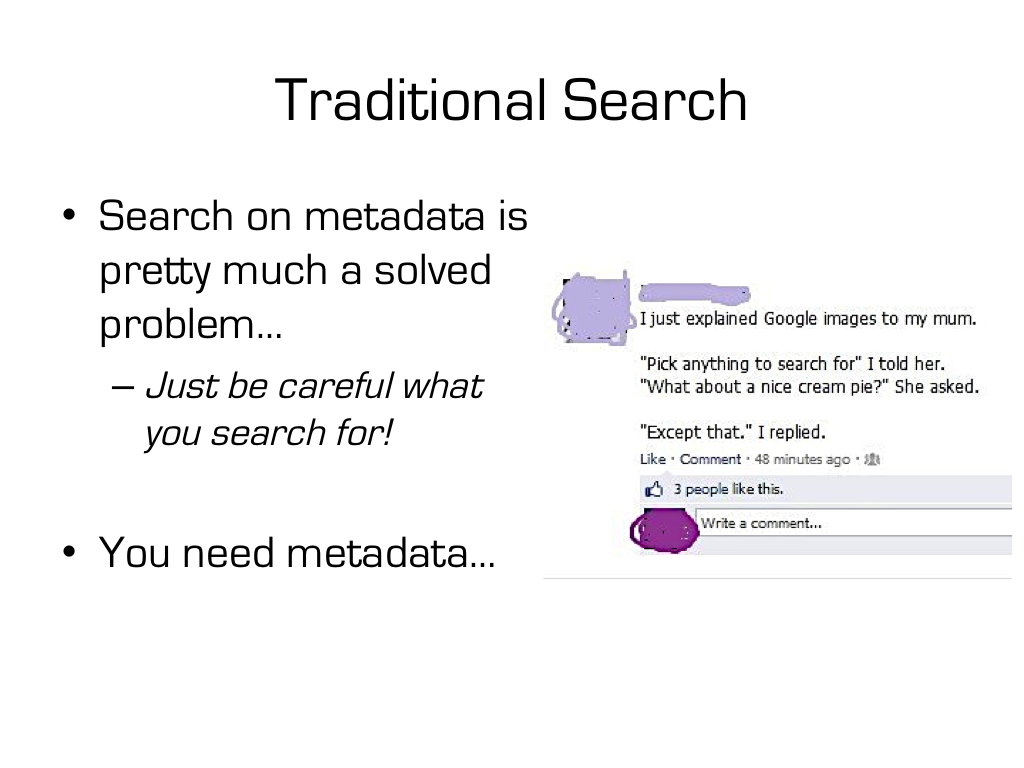 Traditional Search
• Search on metadata is
pretty much a solved
problem...
– Just be careful what
you search for!
• You need metadata...
I just explained Google images to my mum.
"Pick anything to search for" I told her.
"What about a nice cream pie?" She asked.
"Except that." I replied.
Like · Comment · 48 minutes ago ·
3 people like this.
Write a comment...